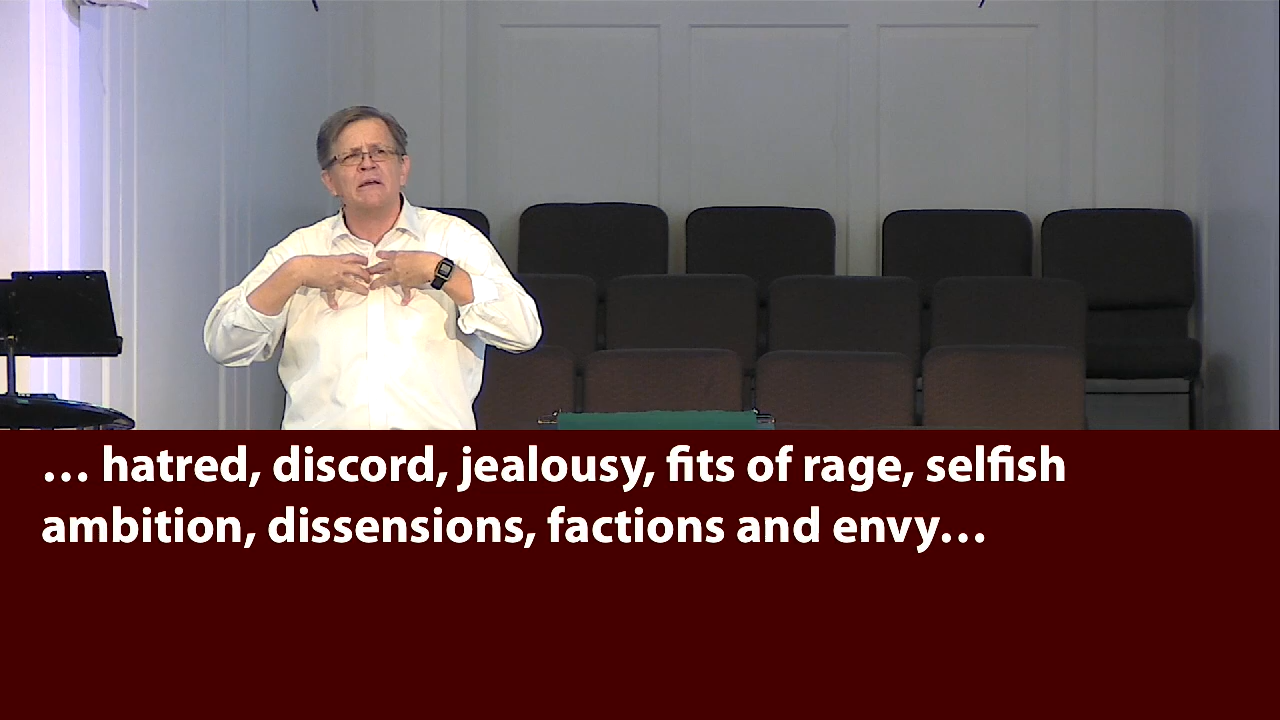 … hatred, discord, jealousy, fits of rage, selfish
ambition, dissensions, factions and envy…